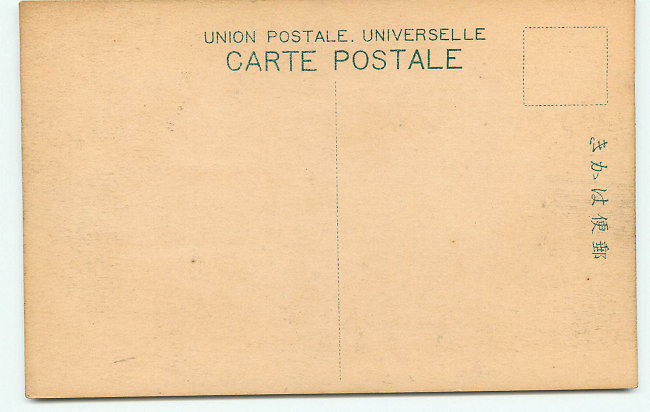 UNION POSTALE. UNIVERSELLE
CARTE POSTALE
郵便はかき